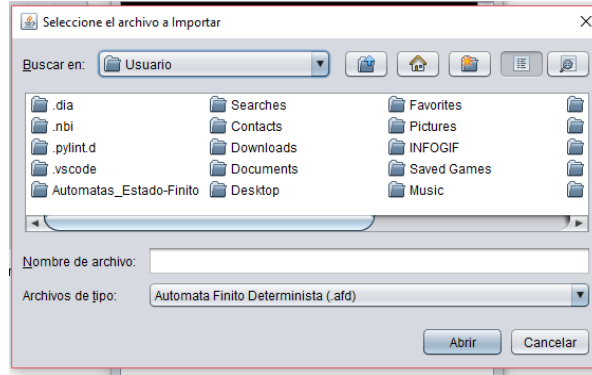 Seleccione el archivo a Importar
Buscar en: Usuario
.dia Searches Favorites
.nbi Contacts Pictures
.pylint.d Downloads INFOGIF
.vscode Documents Saved Games
Automatas_Estado-Finito Desktop Music
Nombre de archivo:
Archivos de tipo: Automata Finito Determinista (.afd)
Abrir Cancelar